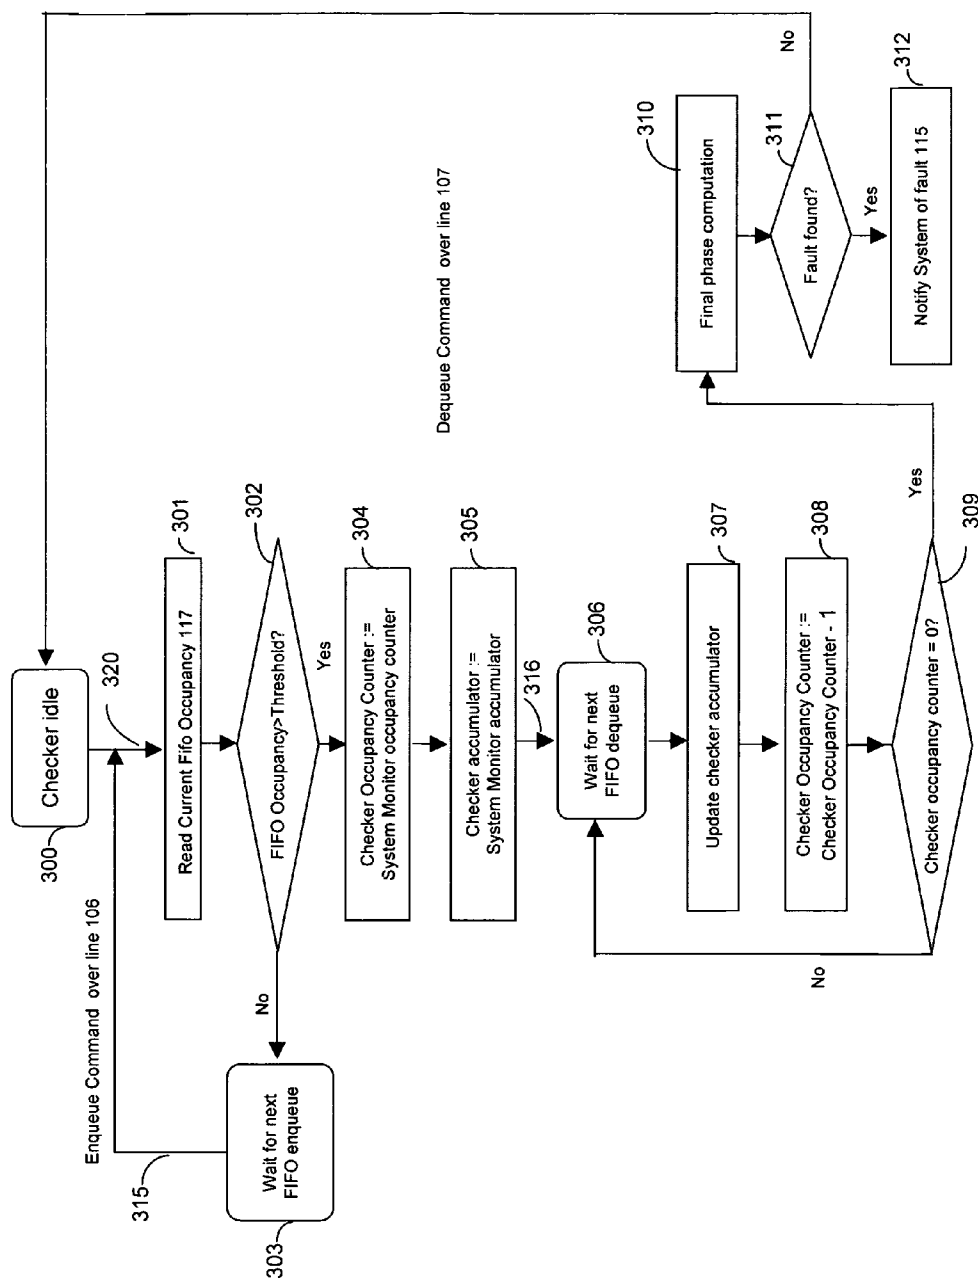 Checker idle
300
320
Enqueue Command over line 106
Read Current Fifo Occupancy 117
301
FIFO Occupancy>Threshold?
302
No
Yes
Wait for next
FIFO enqueue
303
315
Checker Occupancy Counter :=
System Monitor occupancy counter
304
Checker accumulator :=
System Monitor accumulator
305
316
Wait for next
FIFO dequeue
306
Dequeue Command over line 107
Update checker accumulator
307
Checker Occupancy Counter :=
Checker Occupancy Counter - 1
308
Checker occupancy counter = 0?
309
No
Yes
Final phase computation
310
Fault found?
311
No
Yes
Notify System of fault 115
312